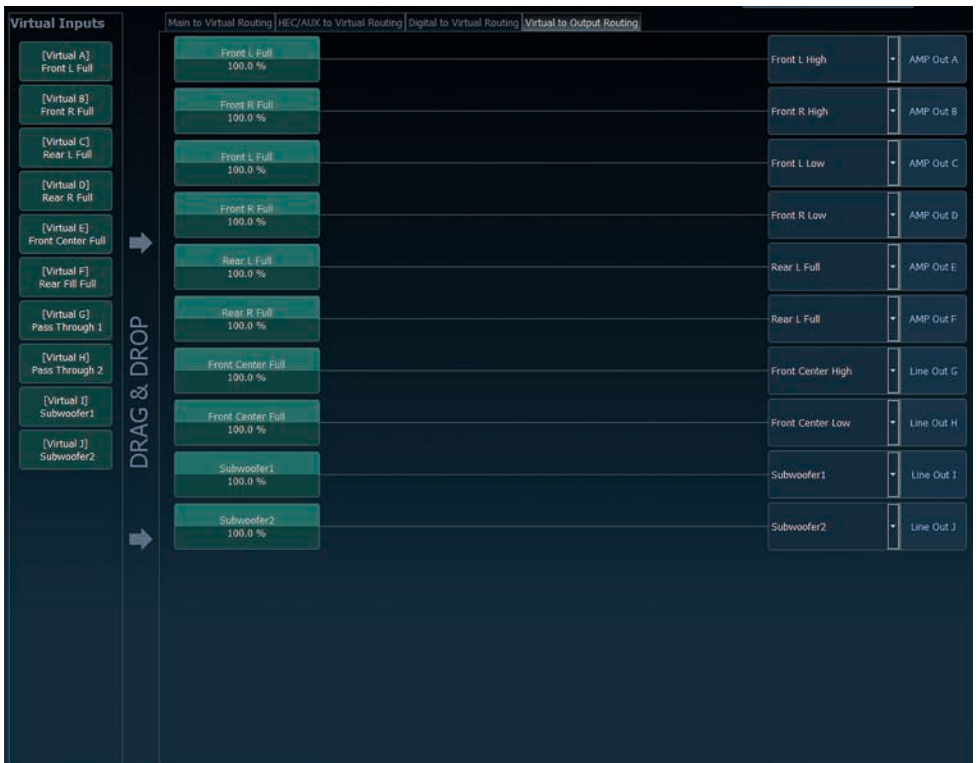 Virtual Inputs
Main to Virtual Routing HEC/AUX to Virtual Routing Digital to Virtual Routing Virtual to Output Routing
[Virtual A]
Front L Full
[Virtual B]
Front R Full
[Virtual C]
Rear L Full
[Virtual D]
Rear R Full
[Virtual E]
Front Center Full
[Virtual F]
Rear Fill Full
[Virtual G]
Pass Through 1
[Virtual H]
Pass Through 2
[Virtual I]
Subwoofer1
[Virtual J]
Subwoofer2
DRAG & DROP
Front L Full
100.0 %
Front L High
AMP Out A
Front R Full
100.0 %
Front R High
AMP Out B
Front L Full
100.0 %
Front L Low
AMP Out C
Front R Full
100.0 %
Front R Low
AMP Out D
Rear L Full
100.0 %
Rear L Full
AMP Out E
Rear R Full
100.0 %
Rear L Full
AMP Out F
Front Center Full
100.0 %
Front Center High
Line Out G
Front Center Full
100.0 %
Front Center Low
Line Out H
Subwoofer1
100.0 %
Subwoofer1
Line Out I
Subwoofer2
100.0 %
Subwoofer2
Line Out J